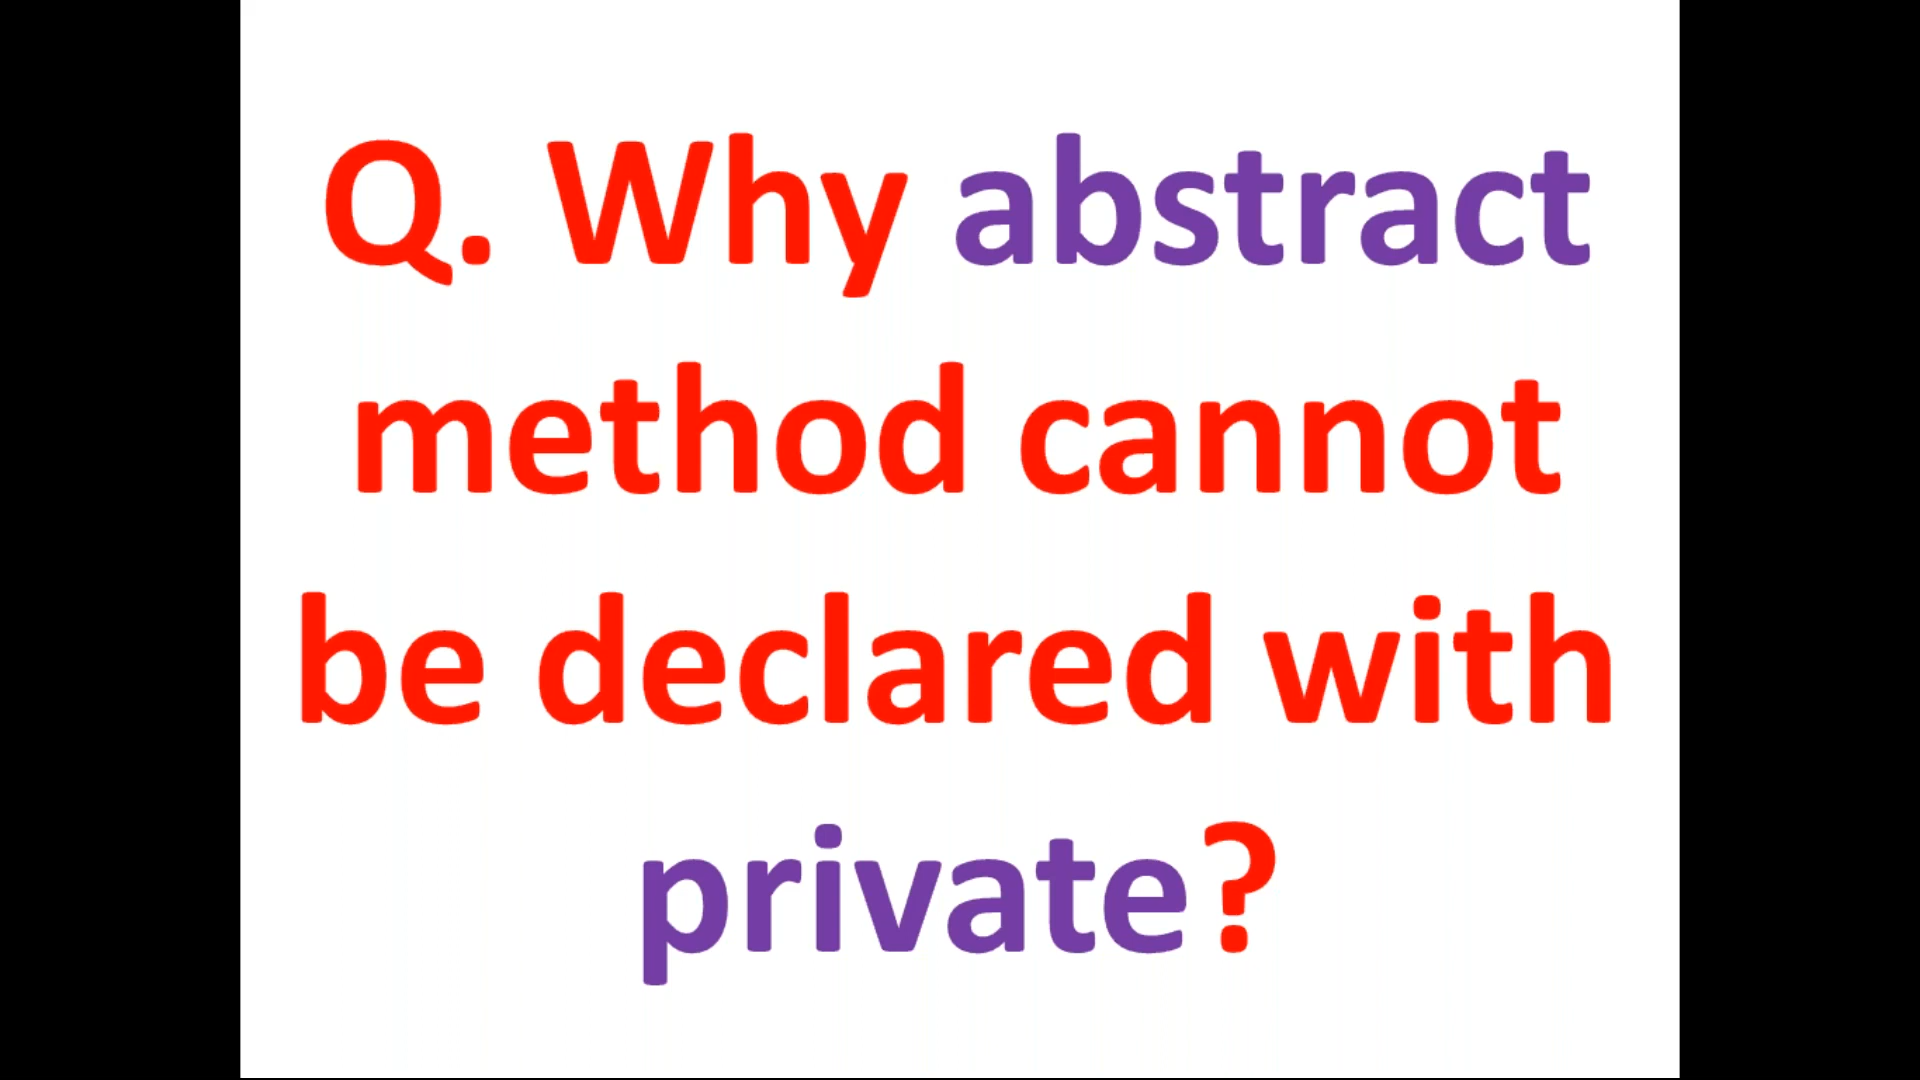 Q. Why abstract
method cannot
be declared with
private?